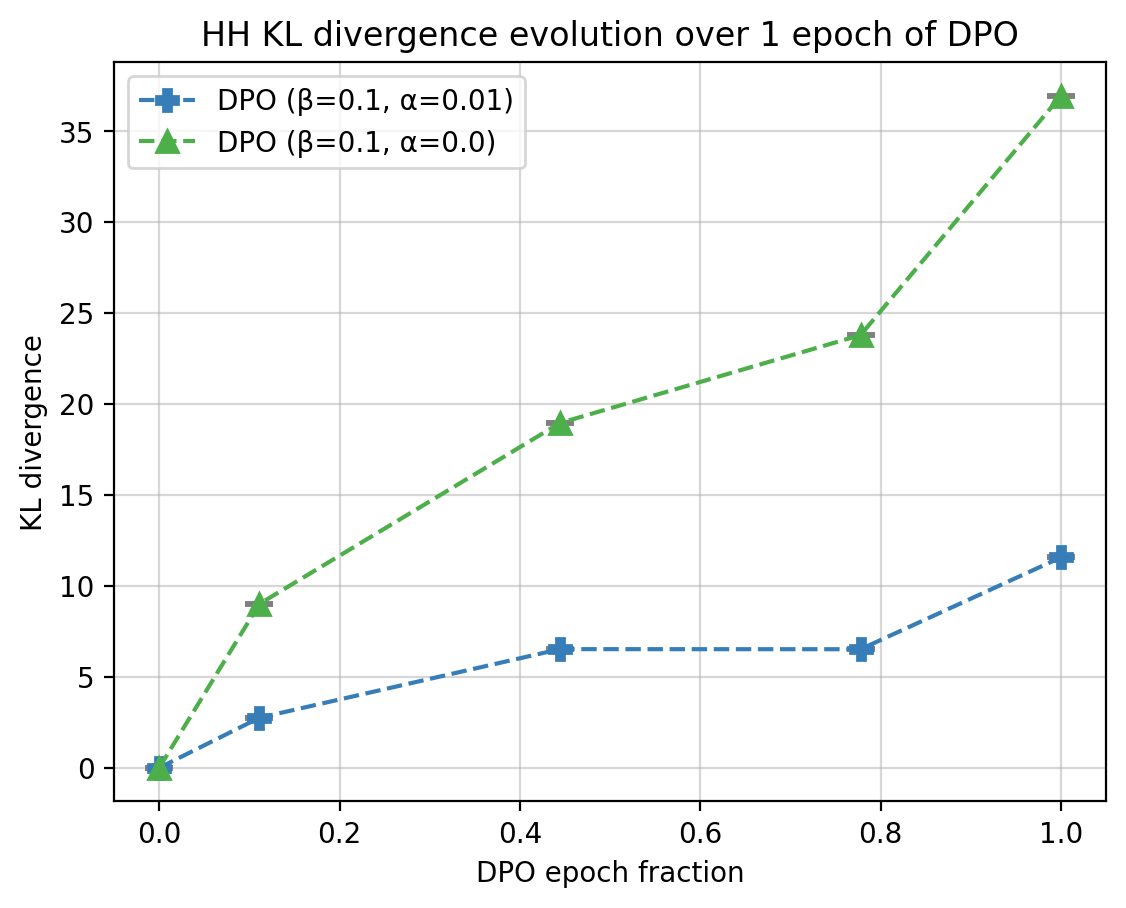 HH KL divergence evolution over 1 epoch of DPO
DPO (β=0.1, α=0.01)
DPO (β=0.1, α=0.0)
KL divergence
35
30
25
20
15
10
5
0
0.0 0.2 0.4 0.6 0.8 1.0
DPO epoch fraction